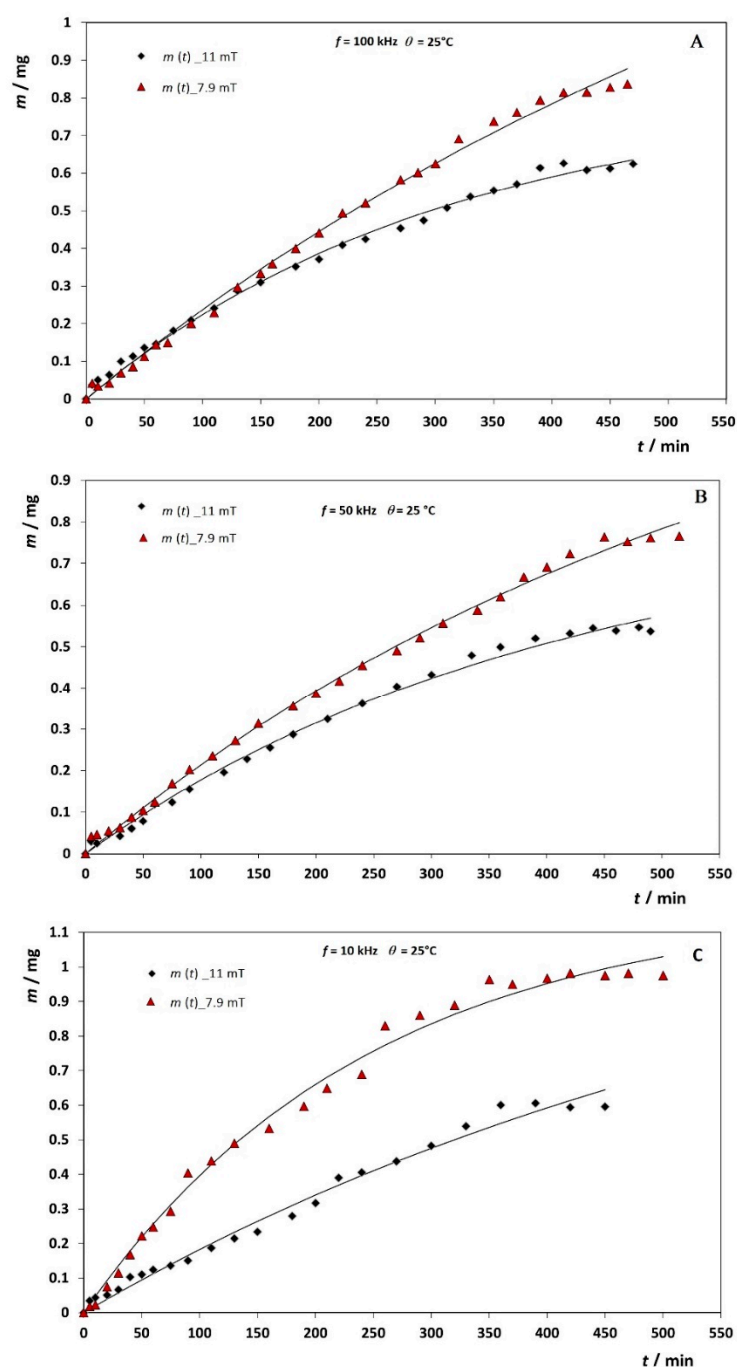 f = 100 kHz θ = 25°C
A
m (t) _11 mT
m (t)_7.9 mT
m / mg
1
0.9
0.8
0.7
0.6
0.5
0.4
0.3
0.2
0.1
0
0 50 100 150 200 250 300 350 400 450 500 550
t / min
f = 50 kHz θ = 25 °C
B
m (t) _11 mT
m (t)_7.9 mT
m / mg
0.9
0.8
0.7
0.6
0.5
0.4
0.3
0.2
0.1
0
0 50 100 150 200 250 300 350 400 450 500 550
t / min
f = 10 kHz θ = 25°C
C
m (t) _11 mT
m (t)_7.9 mT
m / mg
1.1
1
0.9
0.8
0.7
0.6
0.5
0.4
0.3
0.2
0.1
0
0 50 100 150 200 250 300 350 400 450 500 550
t / min